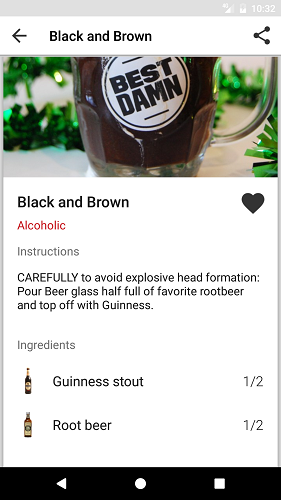 10:32
Black and Brown
BEST
DAMN
Black and Brown
Alcoholic
Instructions
CAREFULLY to avoid explosive head formation:
Pour Beer glass half full of favorite rootbeer
and top off with Guinness.
Ingredients
Guinness stout 1/2
Root beer 1/2